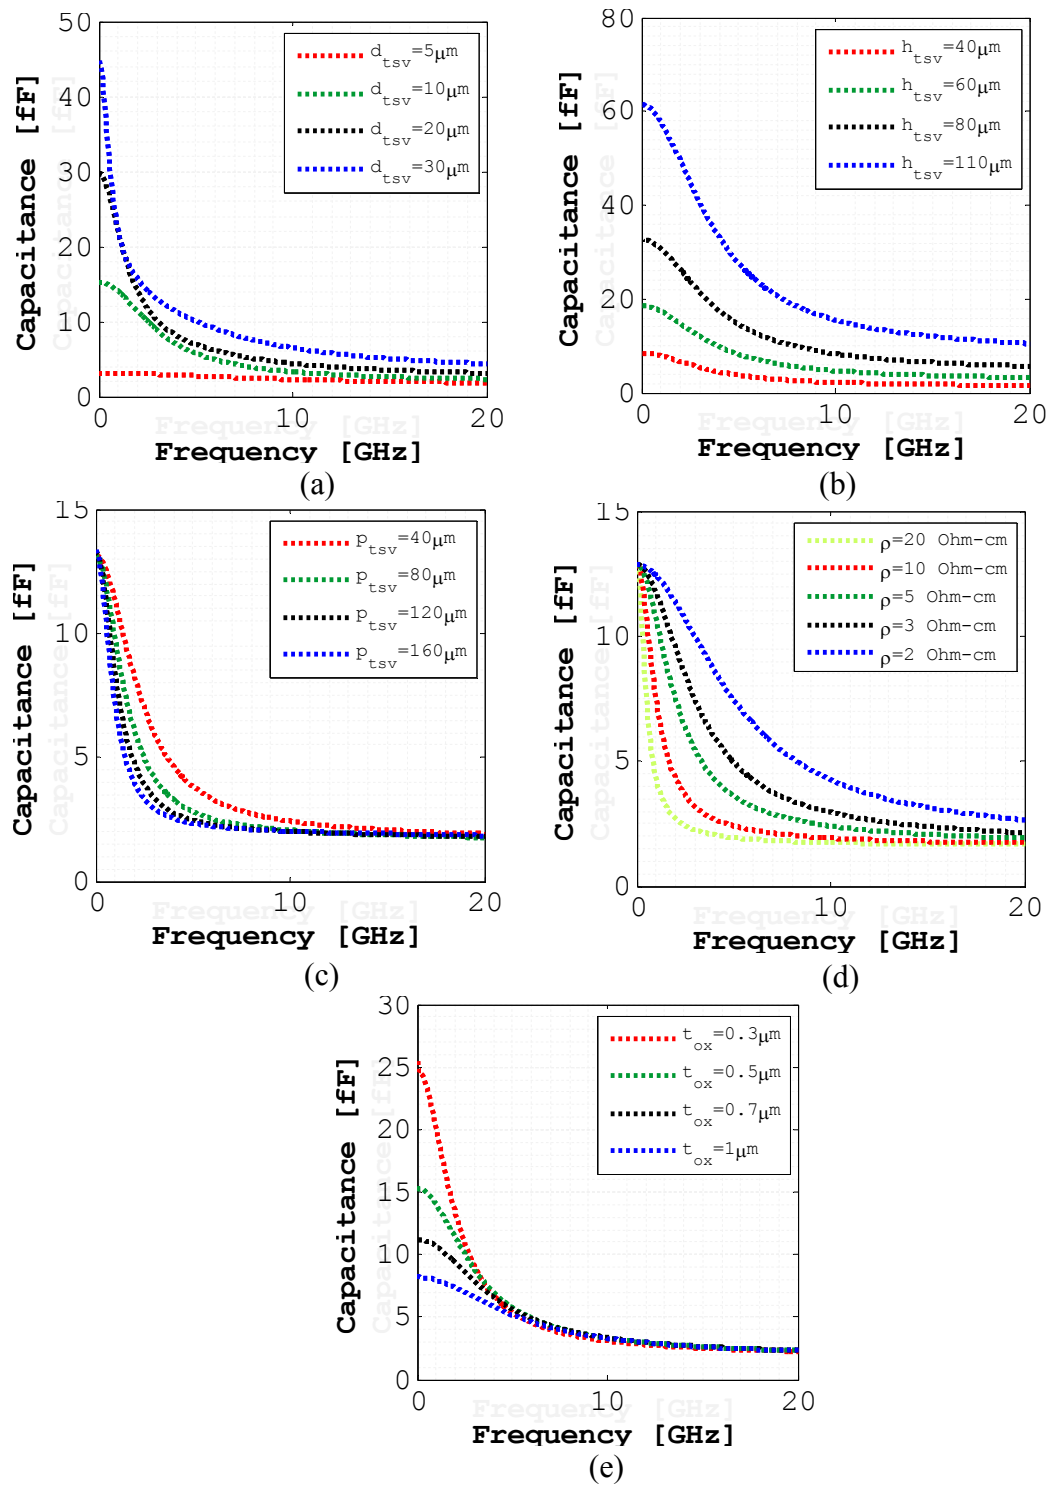 50
40
30
20
10
0
0 10 20
Capacitance [fF]
Frequency [GHz]
d_tsv=5μm
d_tsv=10μm
d_tsv=20μm
d_tsv=30μm
(a)
80
60
40
20
0
0 10 20
Capacitance [fF]
Frequency [GHz]
h_tsv=40μm
h_tsv=60μm
h_tsv=80μm
h_tsv=110μm
(b)
15
10
5
0
0 10 20
Capacitance [fF]
Frequency [GHz]
p_tsv=40μm
p_tsv=80μm
p_tsv=120μm
p_tsv=160μm
(c)
15
10
5
0
0 10 20
Capacitance [fF]
Frequency [GHz]
ρ=20 Ohm-cm
ρ=10 Ohm-cm
ρ=5 Ohm-cm
ρ=3 Ohm-cm
ρ=2 Ohm-cm
(d)
30
25
20
15
10
5
0
0 10 20
Capacitance [fF]
Frequency [GHz]
t_ox=0.3μm
t_ox=0.5μm
t_ox=0.7μm
t_ox=1μm
(e)